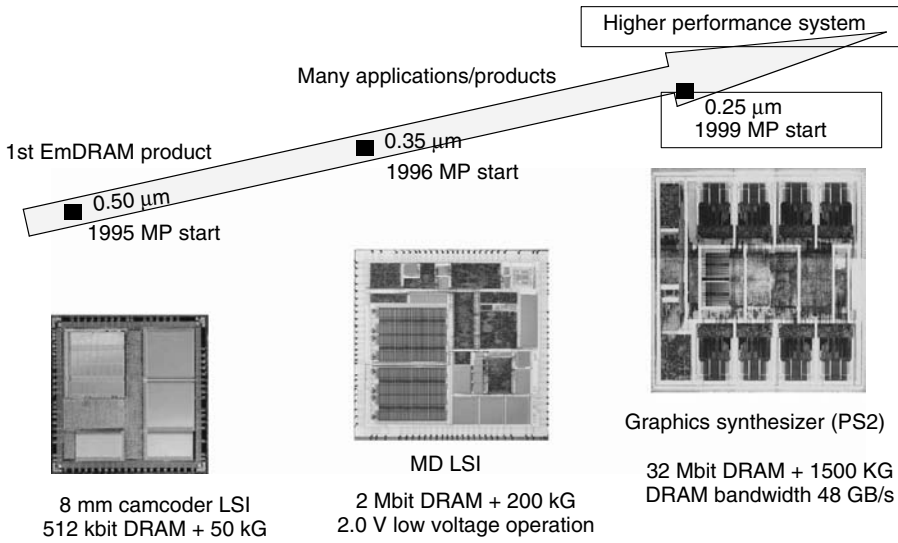 Higher performance system
Many applications/products
0.25 μm
1999 MP start
0.35 μm
1996 MP start
1st EmDRAM product
0.50 μm
1995 MP start
Graphics synthesizer (PS2)
32 Mbit DRAM + 1500 KG
DRAM bandwidth 48 GB/s
MD LSI
2 Mbit DRAM + 200 kG
2.0 V low voltage operation
8 mm camcoder LSI
512 kbit DRAM + 50 kG